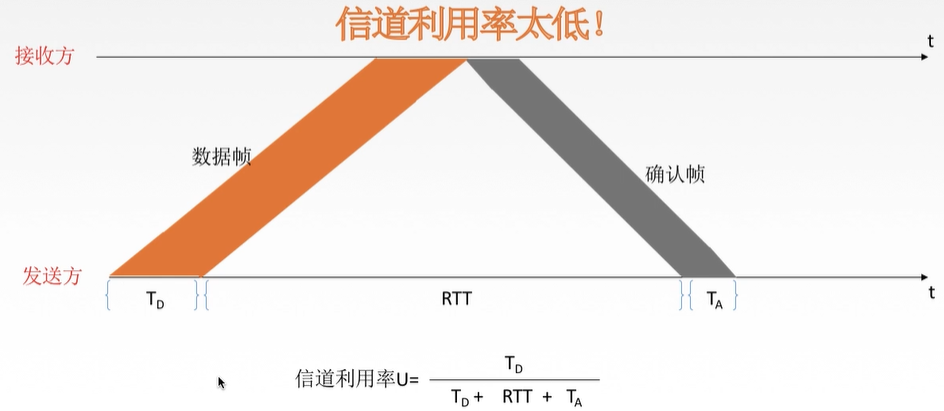 信道利用率太低！
接收方
t
数据帧
确认帧
发送方
t
T_D
RTT
T_A
信道利用率U=
T_D
T_D + RTT + T_A